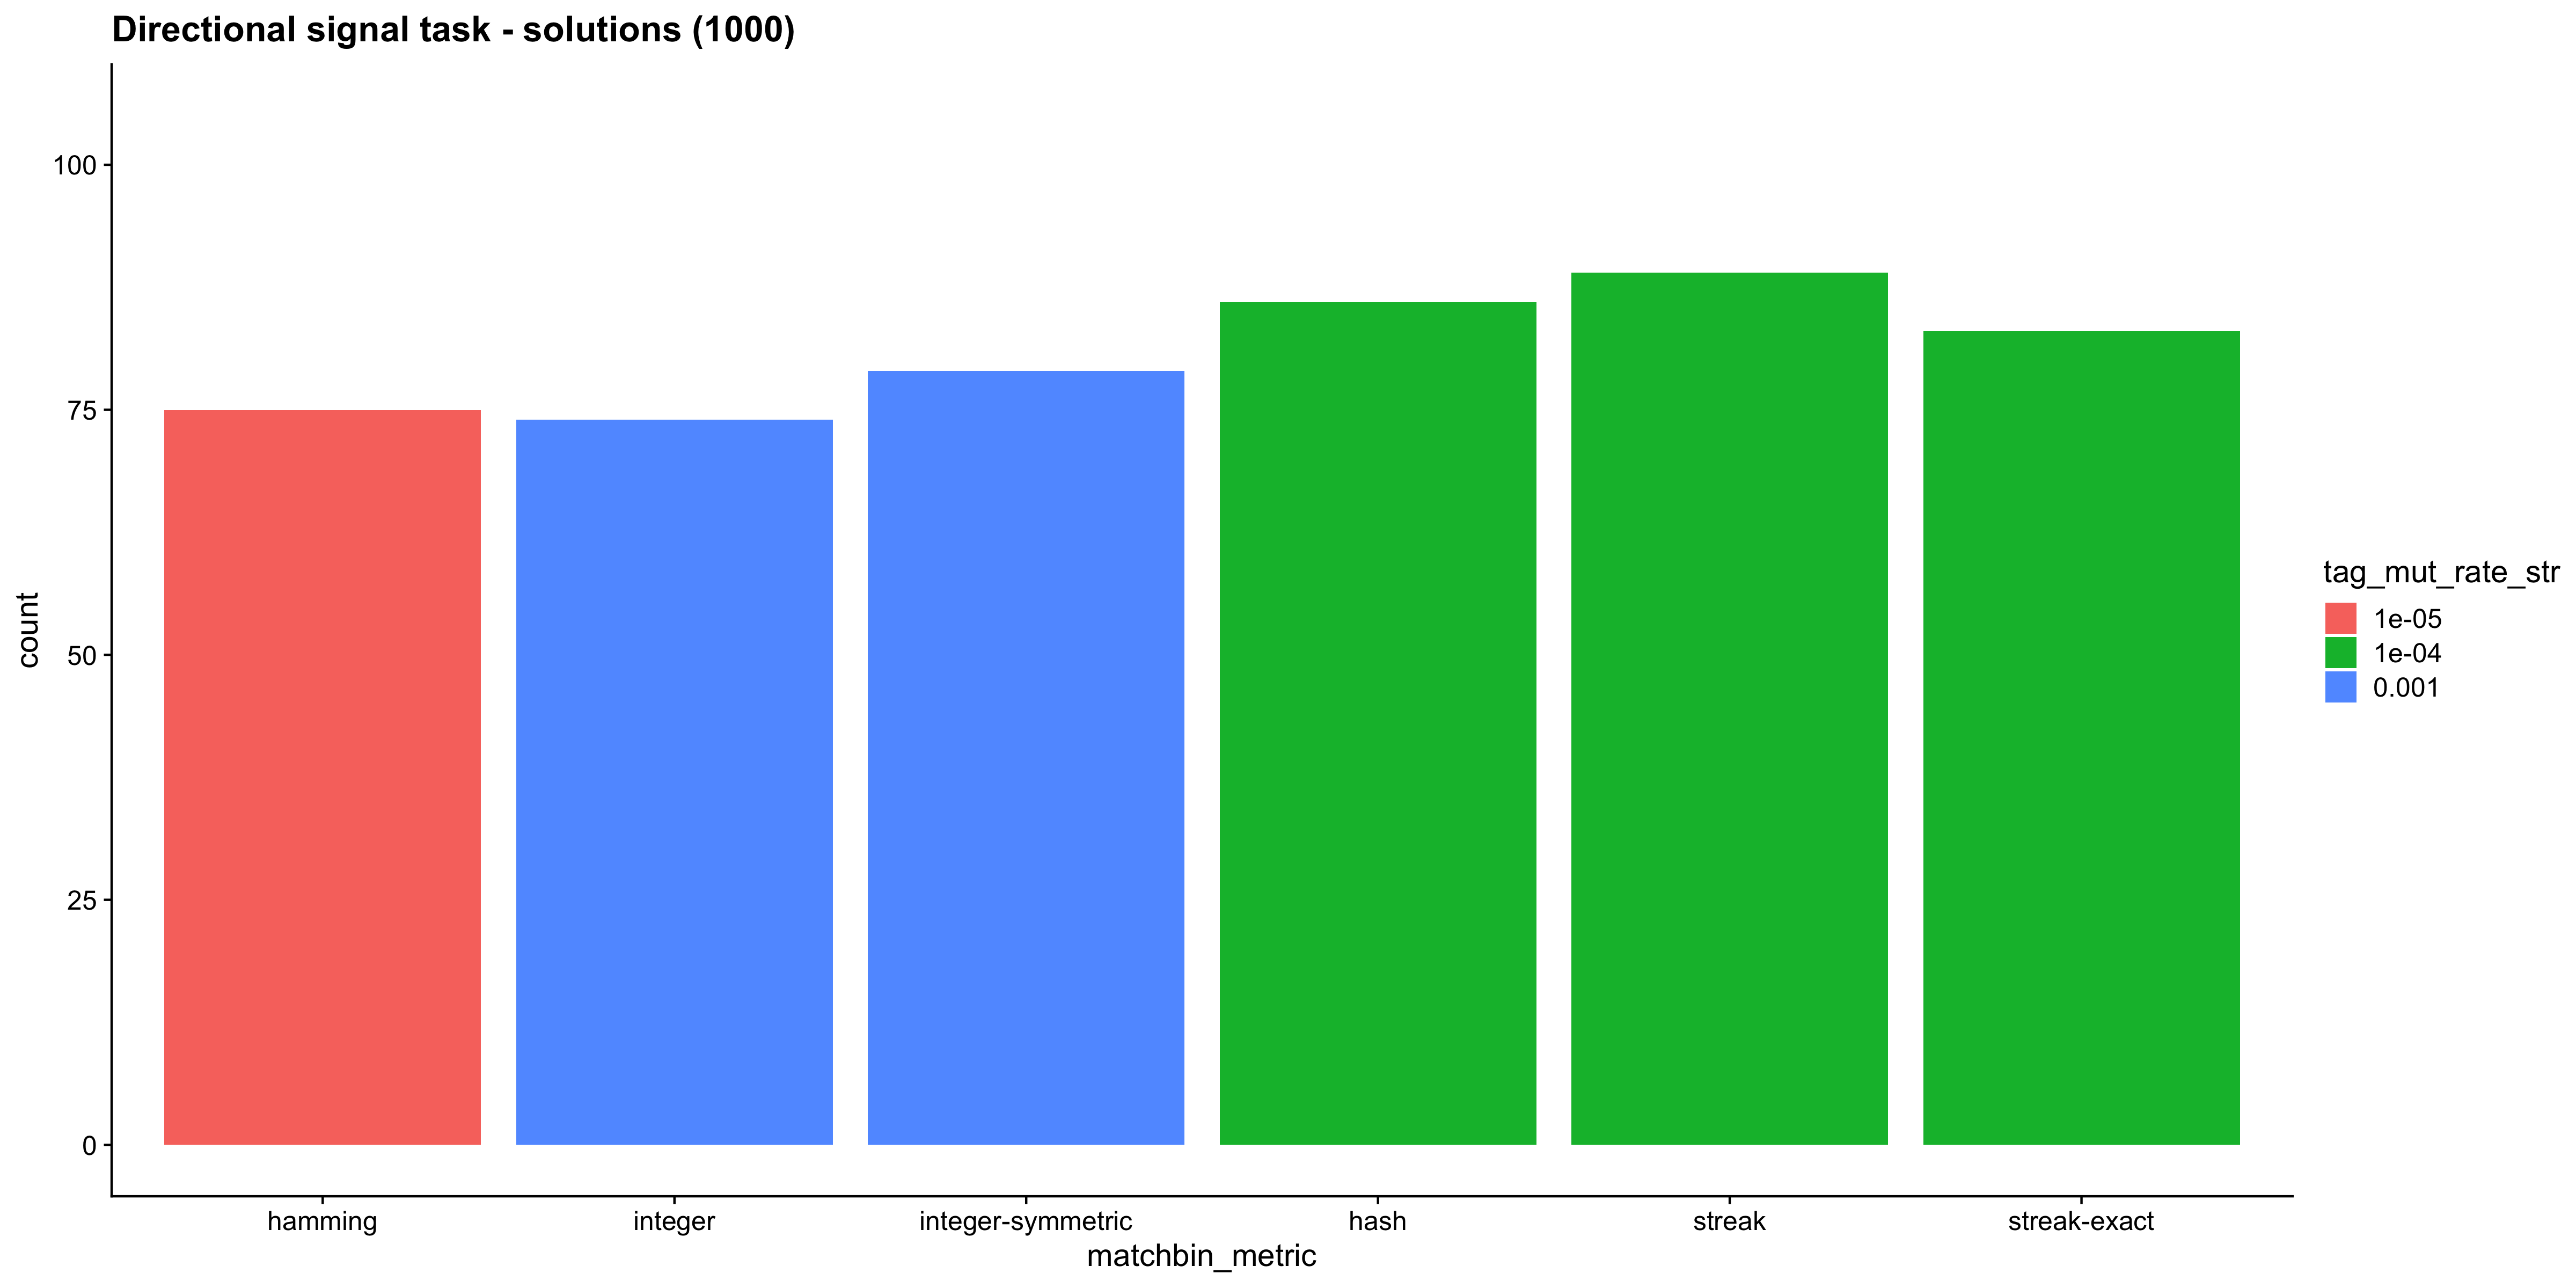 Directional signal task - solutions (1000)
100
75
50
25
0
count
hamming
integer
integer-symmetric
hash
streak
streak-exact
matchbin_metric
tag_mut_rate_str
1e-05
1e-04
0.001